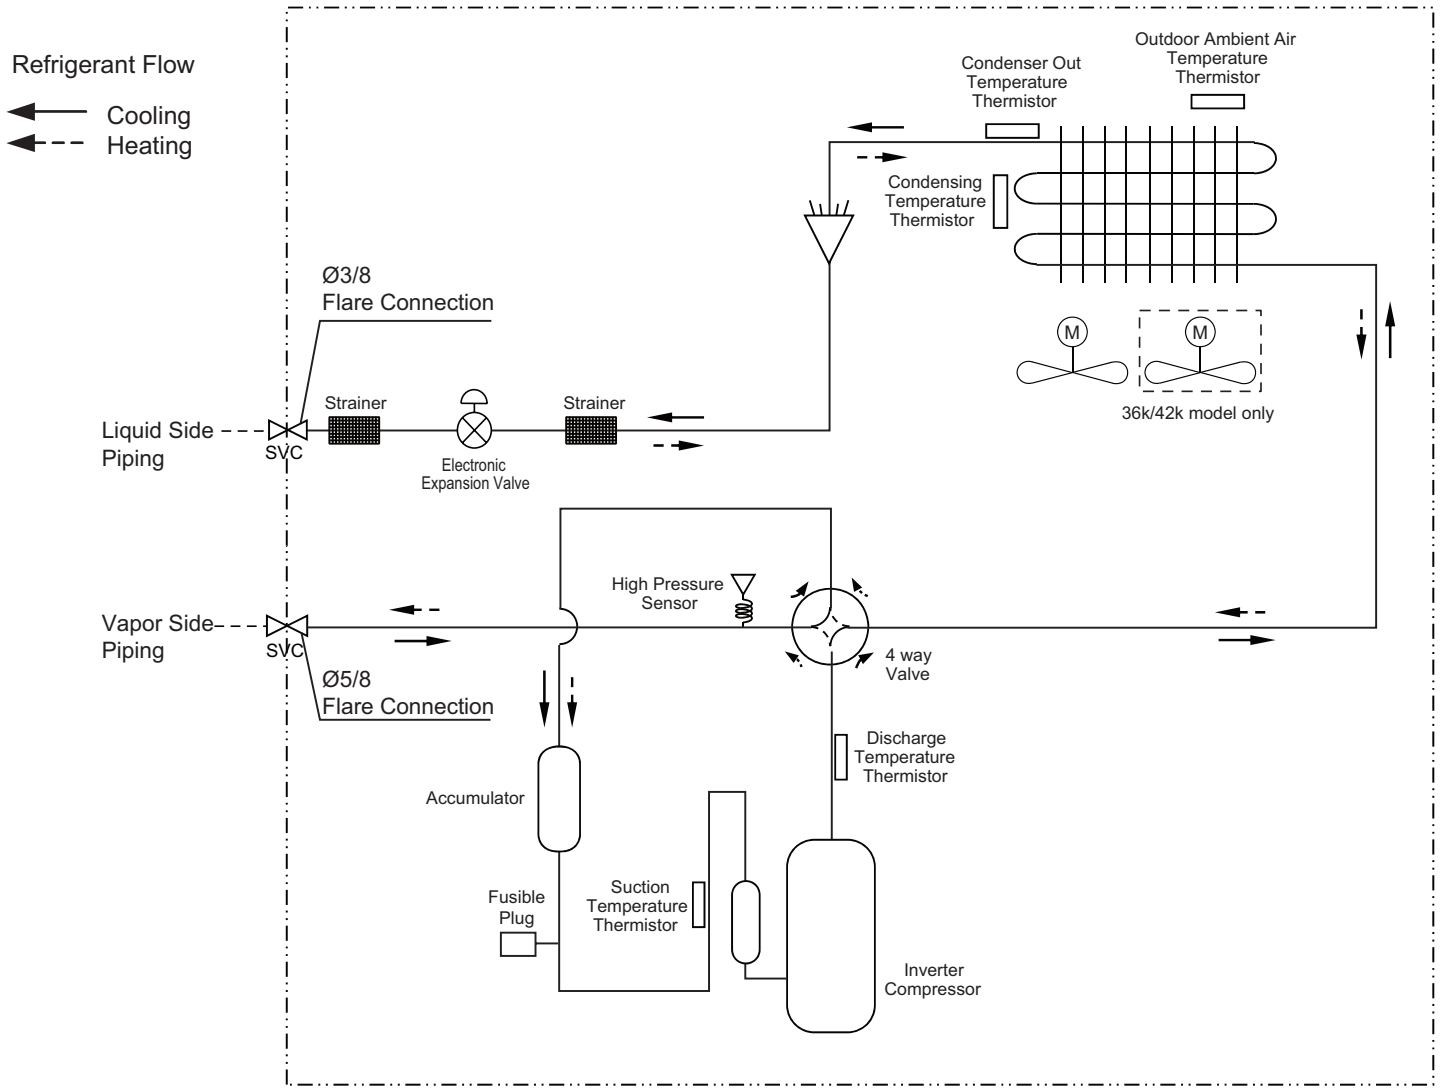 Refrigerant Flow
Cooling
Heating
Outdoor Ambient Air
Temperature
Thermistor
Condenser Out
Temperature
Thermistor
Condensing
Temperature
Thermistor
Ø3/8
Flare Connection
M
M
36k/42k model only
Strainer
Strainer
Liquid Side
Piping
SVC
Electronic
Expansion Valve
High Pressure
Sensor
Vapor Side
Piping
SVC
4 way
Valve
Ø5/8
Flare Connection
Discharge
Temperature
Thermistor
Accumulator
Fusible
Plug
Suction
Temperature
Thermistor
Inverter
Compressor